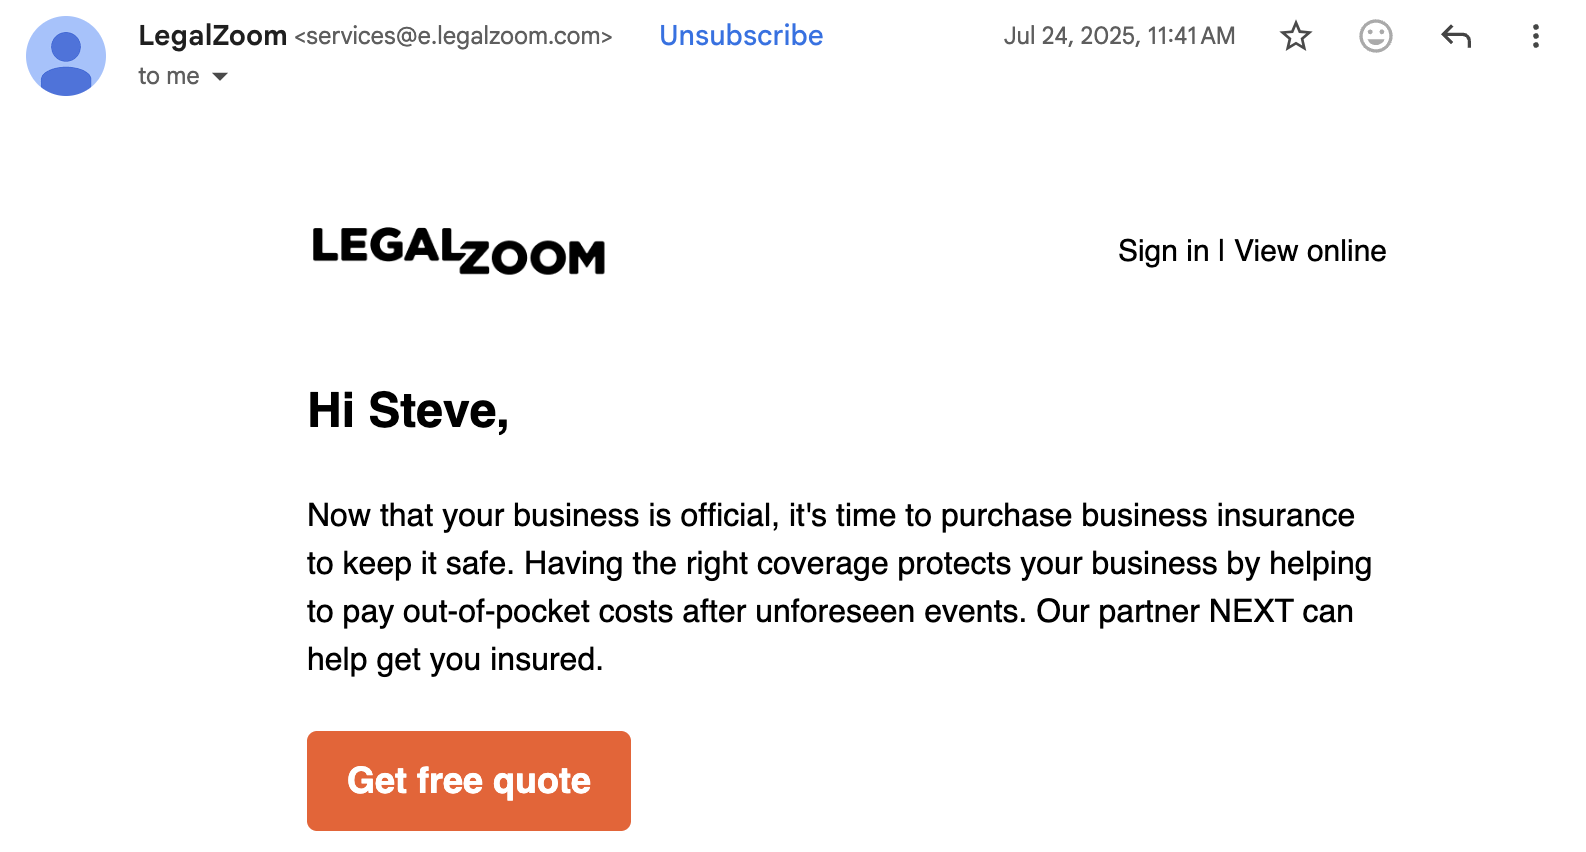 LegalZoom <services@e.legalzoom.com> Unsubscribe Jul 24, 2025, 11:41 AM
to me
LEGALZOOM Sign in | View online
Hi Steve,
Now that your business is official, it's time to purchase business insurance
to keep it safe. Having the right coverage protects your business by helping
to pay out-of-pocket costs after unforeseen events. Our partner NEXT can
help get you insured.
Get free quote